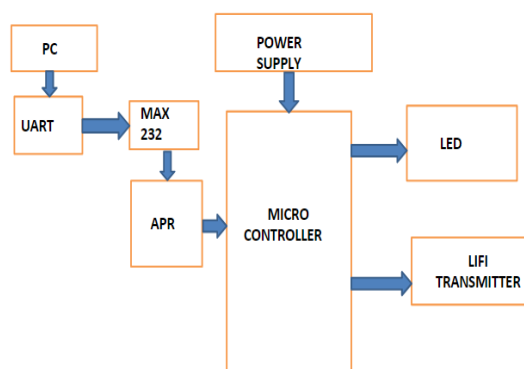 PC
POWER
SUPPLY
UART
MAX
232
LED
APR
MICRO
CONTROLLER
LIFI
TRANSMITTER